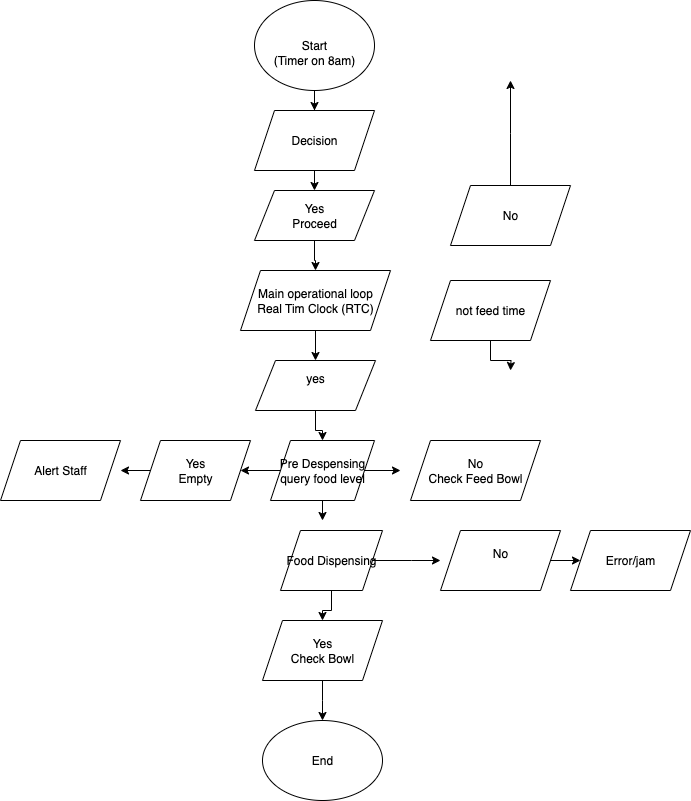 Start
(Timer on 8am)
Decision
Yes
Proceed
No
Main operational loop
Real Tim Clock (RTC)
not feed time
yes
Alert Staff
Yes
Empty
Pre Despensing
query food level
No
Check Feed Bowl
Food Dispensing
No
Error/jam
Yes
Check Bowl
End